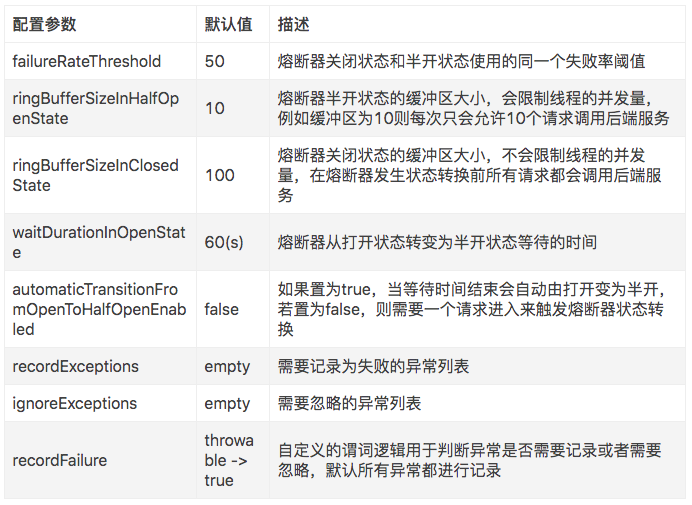 配置参数 默认值 描述
failureRateThreshold 50 熔断器关闭状态和半开状态使用的同一个失败率阈值
ringBufferSizeInHalfOp
enState
10
熔断器半开状态的缓冲区大小，会限制线程的并发量，
例如缓冲区为10则每次只会允许10个请求调用后端服务
ringBufferSizeInClosed
State
100
熔断器关闭状态的缓冲区大小，不会限制线程的并发
量，在熔断器发生状态转换前所有请求都会调用后端服
务
waitDurationInOpenStat
e
60(s)
熔断器从打开状态转变为半开状态等待的时间
automaticTransitionFro
mOpenToHalfOpenEnab
led
false
如果置为true，当等待时间结束会自动由打开变为半开，
若置为false，则需要一个请求进入来触发熔断器状态转
换
recordExceptions empty 需要记录为失败的异常列表
ignoreExceptions empty 需要忽略的异常列表
recordFailure
throwa
ble ->
true
自定义的谓词逻辑用于判断异常是否需要记录或者需要
忽略，默认所有异常都进行记录